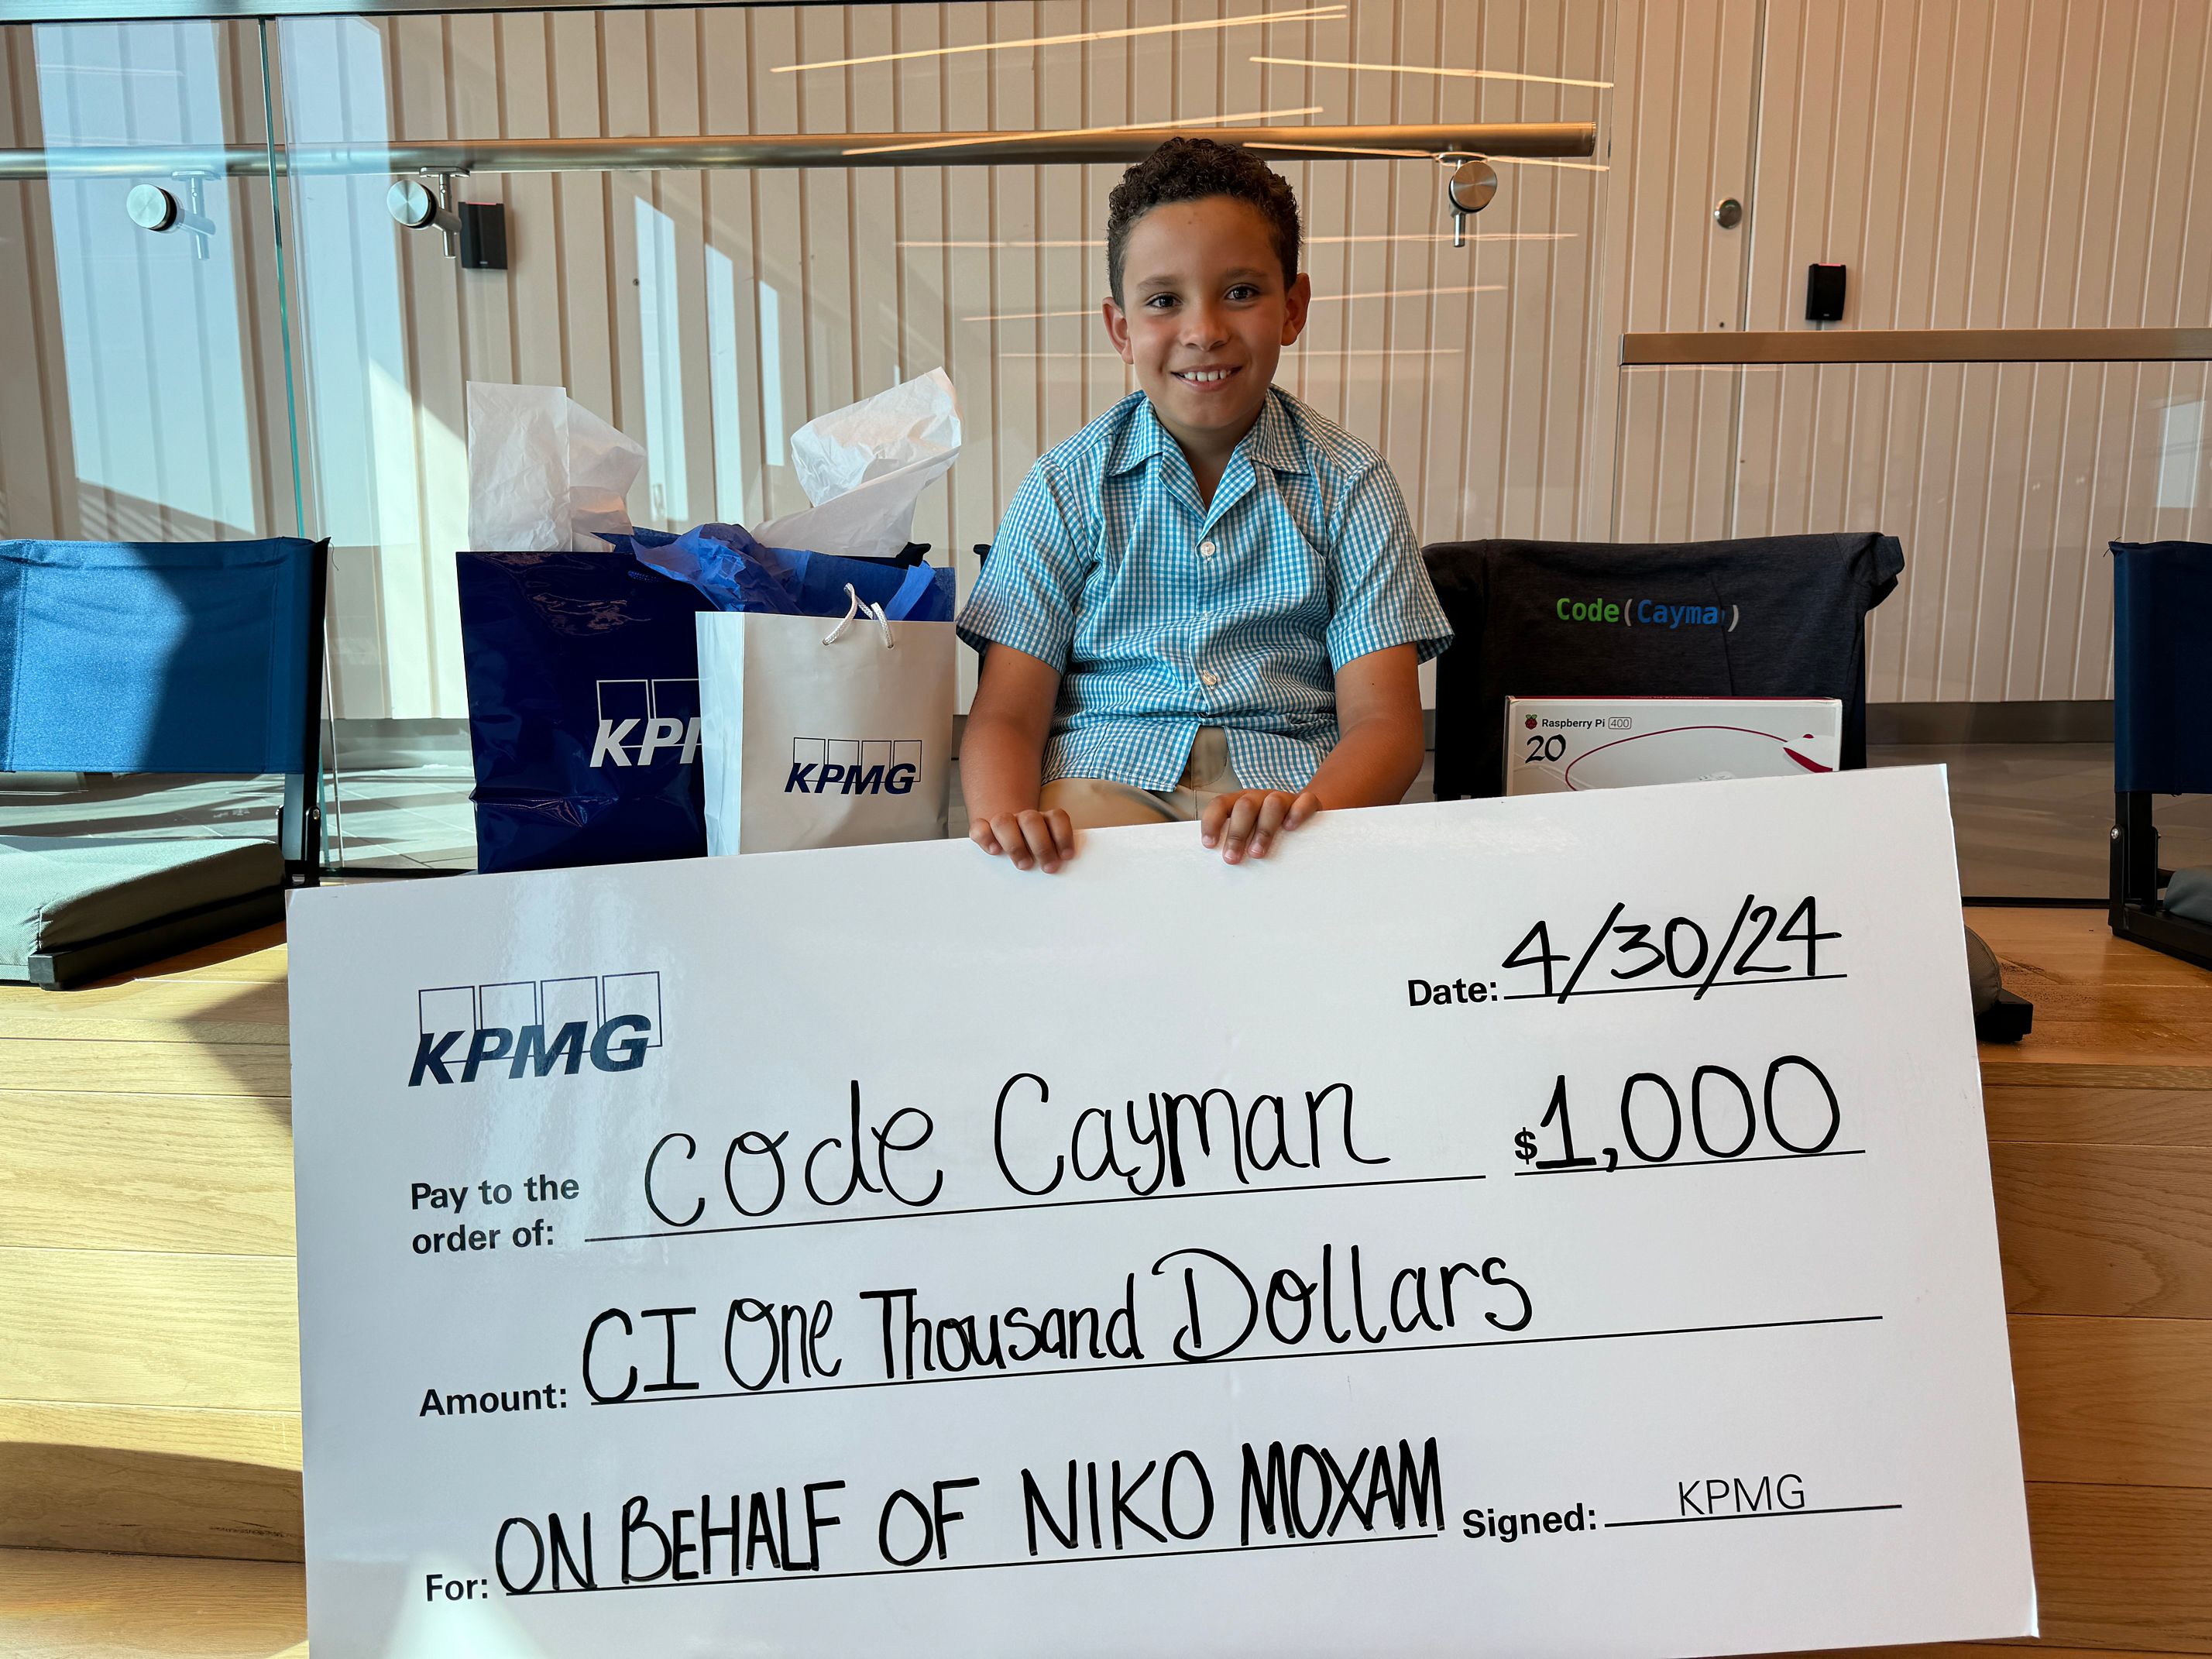 Code(Cayma )
Raspberry Pi 400
20
KPM
KPMG
Date: 4/30/24
KPMG
Pay to the
order of: Code Cayman $1,000
Amount: CI One Thousand Dollars
For: ON BEHALF OF NIKO MOXAM Signed: KPMG